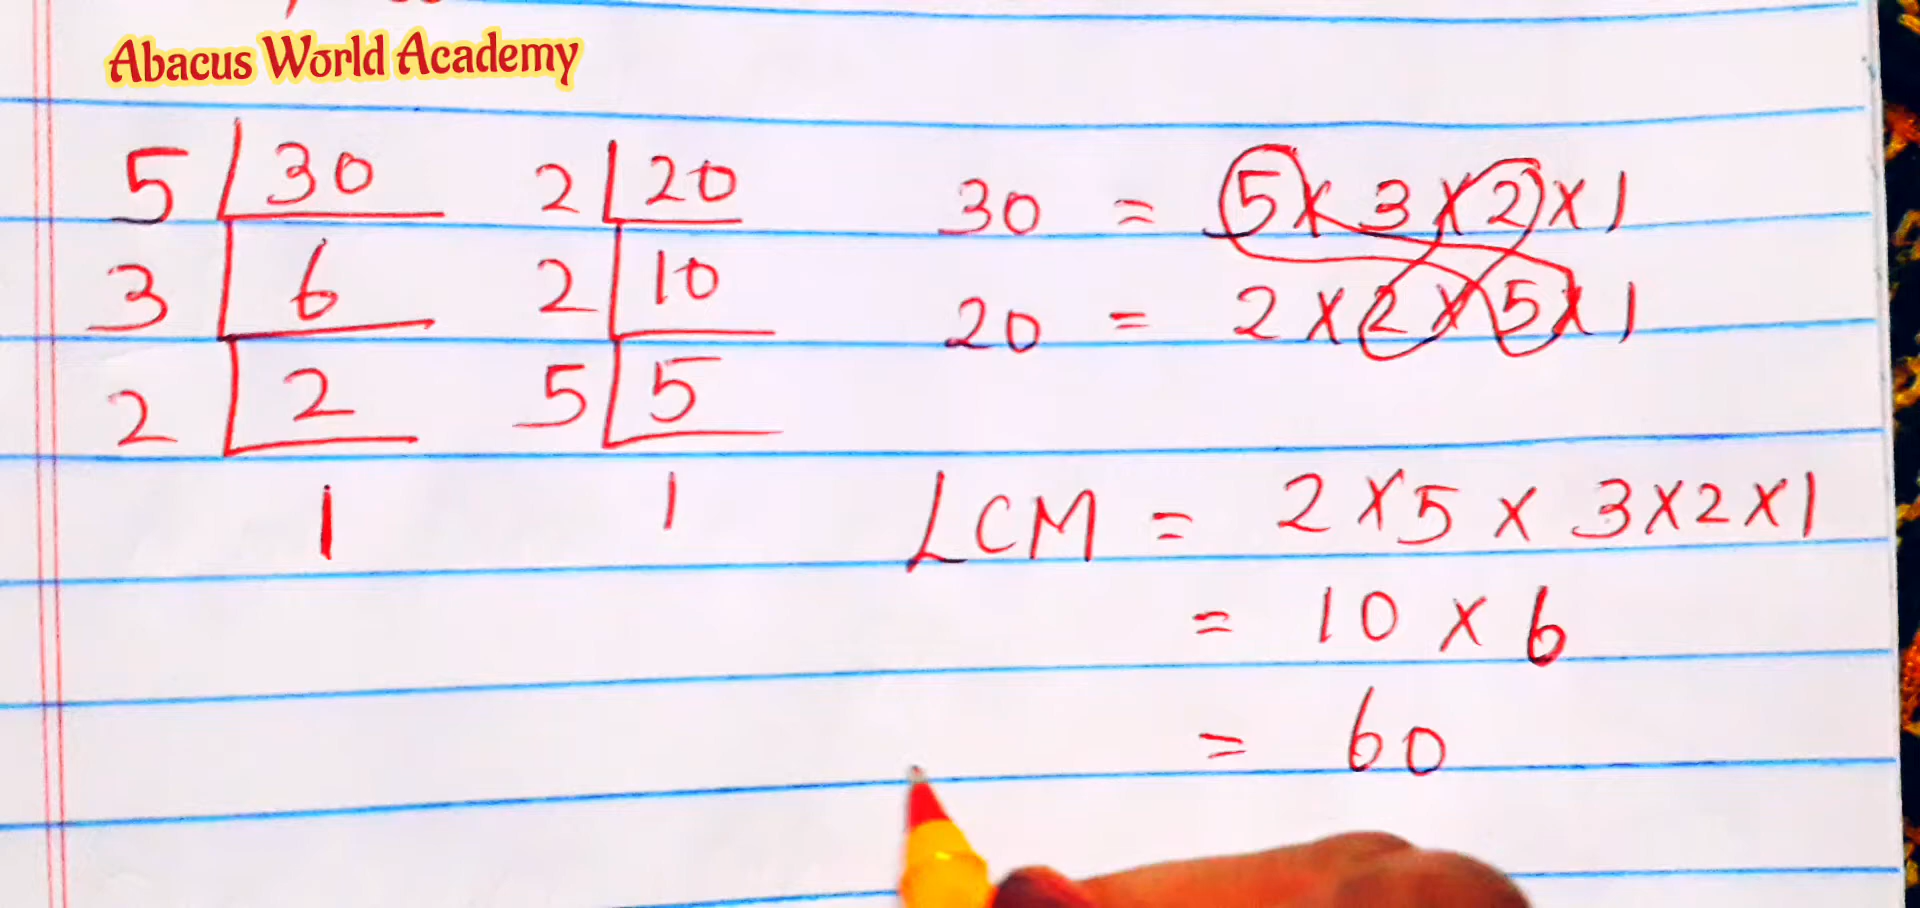 Abacus World Academy
5 | 30
3 | 6
2 | 2
1
2 | 20
2 | 10
5 | 5
1
30 = 5 × 3 × 2 × 1
20 = 2 × 2 × 5 × 1
LCM = 2 × 5 × 3 × 2 × 1
= 10 × 6
= 60